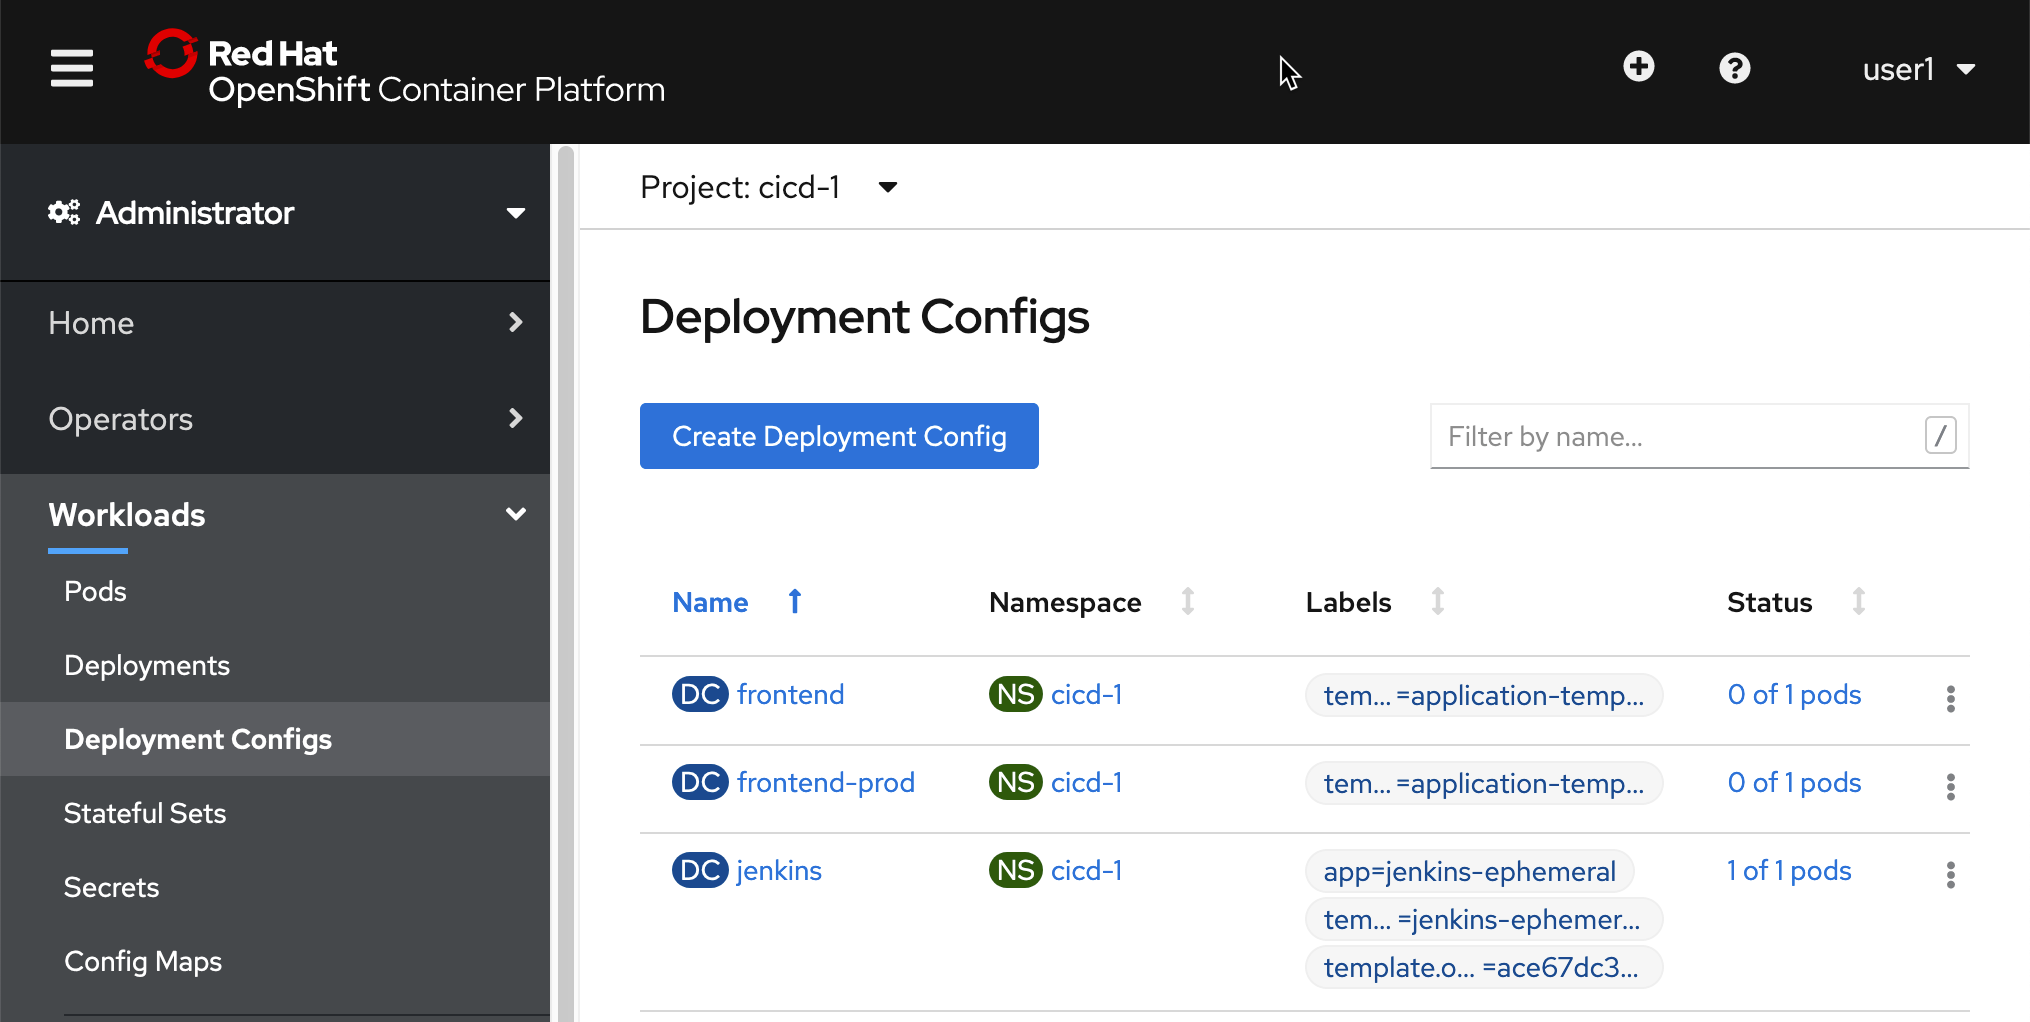 Red Hat
OpenShift Container Platform
user1
Administrator
Home
Operators
Workloads
Pods
Deployments
Deployment Configs
Stateful Sets
Secrets
Config Maps
Project: cicd-1
Deployment Configs
Create Deployment Config
Filter by name... /
Name Namespace Labels Status
DC frontend NS cicd-1 tem... =application-temp... 0 of 1 pods
DC frontend-prod NS cicd-1 tem... =application-temp... 0 of 1 pods
DC jenkins NS cicd-1 app=jenkins-ephemeral 1 of 1 pods
tem... =jenkins-ephemer...
template.o... =ace67dc3...